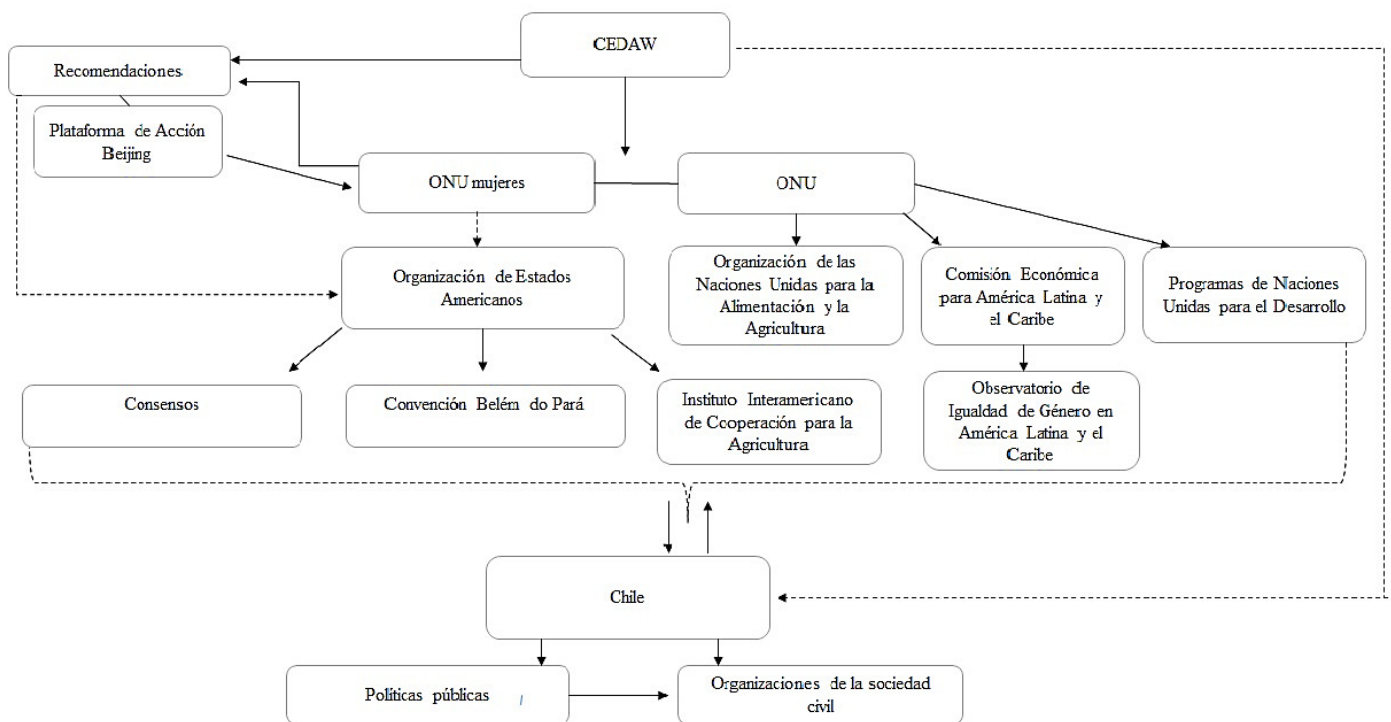 CEDAW
Recomendaciones
Plataforma de Acción
Beijing
ONU mujeres
ONU
Organización de Estados
Americanos
Organización de las
Naciones Unidas para la
Alimentación y la
Agricultura
Comisión Económica
para América Latina y
el Caribe
Programas de Naciones
Unidas para el Desarrollo
Consensos
Convención Belém do Pará
Instituto Interamericano
de Cooperación para la
Agricultura
Observatorio de
Igualdad de Género en
América Latina y el
Caribe
Chile
Políticas públicas
Organizaciones de la sociedad
civil